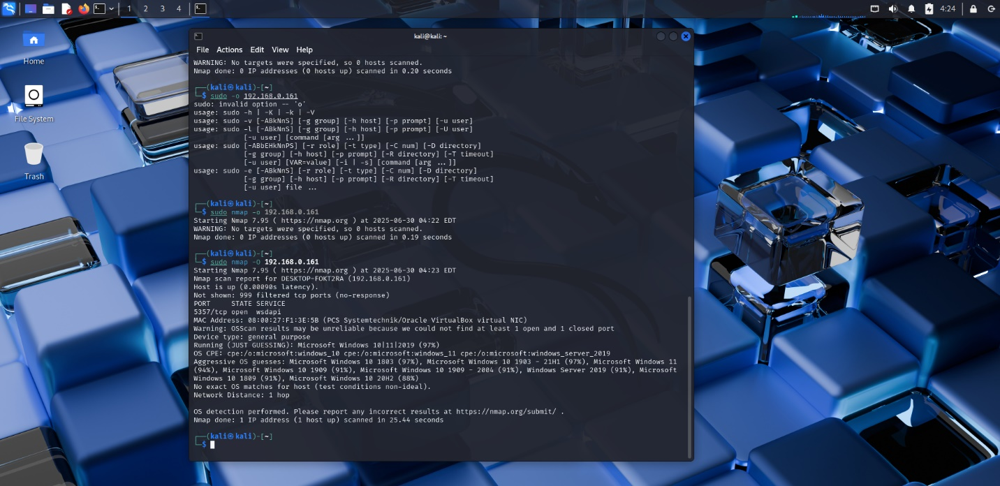 1 2 3 4
4:24
Home
File System
Trash
kali@kali: ~
File Actions Edit View Help
WARNING: No targets were specified, so 0 hosts scanned.
Nmap done: 0 IP addresses (0 hosts up) scanned in 0.20 seconds
┌──(kali㉿kali)-[~]
└─$ sudo -o 192.168.0.161
sudo: invalid option -- 'o'
usage: sudo -h | -K | -k | -V
usage: sudo -v [-ABkNnS] [-g group] [-h host] [-p prompt] [-u user]
usage: sudo -l [-ABkNnS] [-g group] [-h host] [-p prompt] [-U user]
[-u user] [command [arg ...]]
usage: sudo [-ABbEHkNnPS] [-r role] [-t type] [-C num] [-D directory]
[-g group] [-h host] [-p prompt] [-R directory] [-T timeout]
[-u user] [VAR=value] [-i | -s] [command [arg ...]]
usage: sudo -e [-ABkNnS] [-r role] [-t type] [-C num] [-D directory]
[-g group] [-h host] [-p prompt] [-R directory] [-T timeout]
[-u user] file ...
┌──(kali㉿kali)-[~]
└─$ sudo nmap -o 192.168.0.161
Starting Nmap 7.95 ( https://nmap.org ) at 2025-06-30 04:22 EDT
WARNING: No targets were specified, so 0 hosts scanned.
Nmap done: 0 IP addresses (0 hosts up) scanned in 0.19 seconds
┌──(kali㉿kali)-[~]
└─$ sudo nmap -O 192.168.0.161
Starting Nmap 7.95 ( https://nmap.org ) at 2025-06-30 04:23 EDT
Nmap scan report for DESKTOP-FOKT2RA (192.168.0.161)
Host is up (0.00090s latency).
Not shown: 999 filtered tcp ports (no-response)
PORT STATE SERVICE
5357/tcp open wsdapi
MAC Address: 08:00:27:F1:3E:5B (PCS Systemtechnik/Oracle VirtualBox virtual NIC)
Warning: OSScan results may be unreliable because we could not find at least 1 open and 1 closed port
Device type: general purpose
Running (JUST GUESSING): Microsoft Windows 10|11|2019 (97%)
OS CPE: cpe:/o:microsoft:windows_10 cpe:/o:microsoft:windows_11 cpe:/o:microsoft:windows_server_2019
Aggressive OS guesses: Microsoft Windows 10 1803 (97%), Microsoft Windows 10 1903 - 21H1 (97%), Microsoft Windows 11
(94%), Microsoft Windows 10 1909 (91%), Microsoft Windows 10 1909 - 2004 (91%), Windows Server 2019 (91%), Microsoft
Windows 10 1809 (91%), Microsoft Windows 10 20H2 (88%)
No exact OS matches for host (test conditions non-ideal).
Network Distance: 1 hop
OS detection performed. Please report any incorrect results at https://nmap.org/submit/ .
Nmap done: 1 IP address (1 host up) scanned in 25.44 seconds
┌──(kali㉿kali)-[~]
└─$